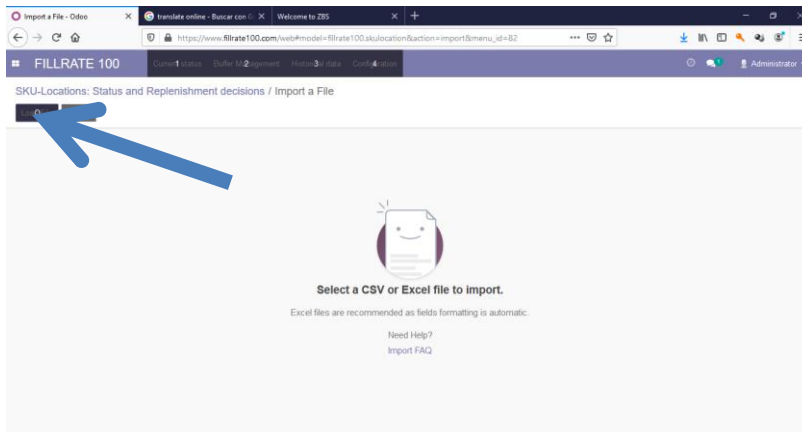 Import a File - Odoo
translate online - Buscar con G
Welcome to ZBS
https://www.fillrate100.com/web#model=fillrate100.skulocation&action=import&menu_id=82
FILLRATE 100
Administrator
SKU-Locations: Status and Replenishment decisions / Import a File
Select a CSV or Excel file to import.
Excel files are recommended as fields formatting is automatic.
Need Help?
Import FAQ